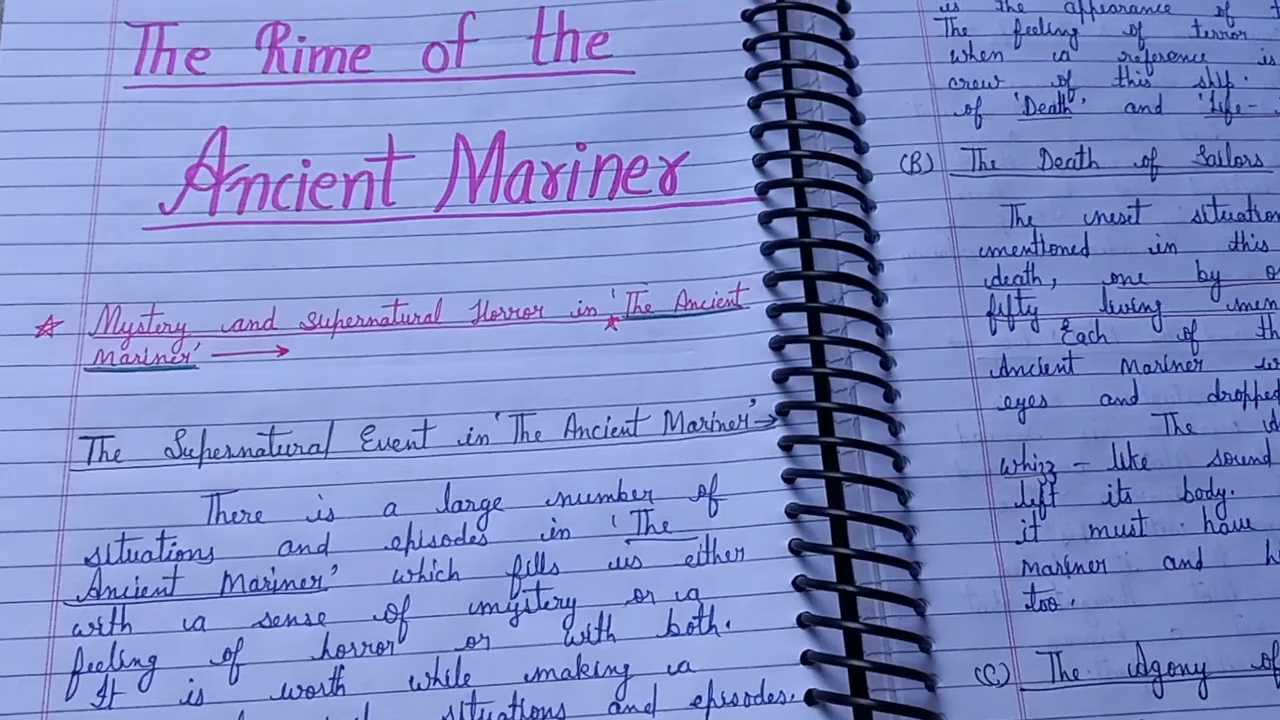 The Rime of the
Ancient Mariner
Mystery and Supernatural Horror in 'The Ancient
Mariner' →
The Supernatural Event in 'The Ancient Mariner' →
There is a large number of
situations and episodes in 'The
Ancient Mariner' which fills us either
with a sense of mystery or a
feeling of horror or with both.
It is worth while making a
situations and episodes.
is the appearance of
The feeling of terror
when a reference is
crew of this ship.
of 'Death' and 'Life-
(B) The Death of Sailors
The next situation
mentioned in this
death, one by
fifty living men
Each of
Ancient Mariner
eyes and dropped
The
whizz - like sound
left its body.
it must have
mariner and
too.
(C) The Agony of